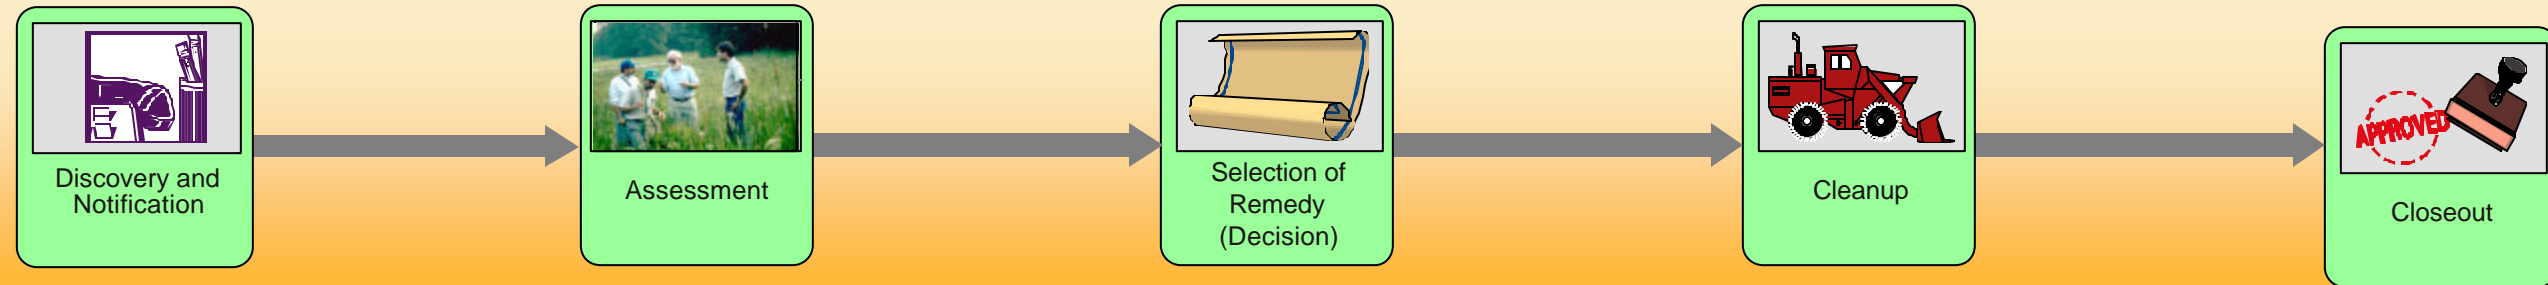 Discovery and
Notification
Assessment
Selection of
Remedy
(Decision)
Cleanup
APPROVED
Closeout